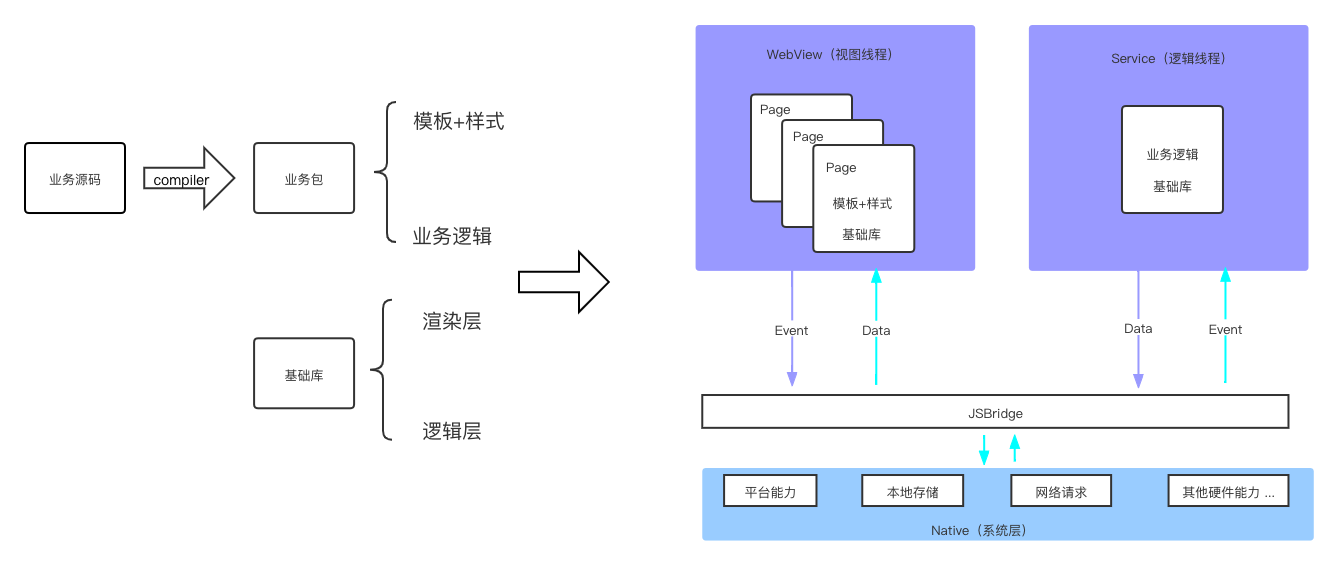 业务源码
compiler
业务包
模板+样式
业务逻辑
基础库
渲染层
逻辑层
WebView（视图线程）
Page
Page
Page
模板+样式
基础库
Service（逻辑线程）
业务逻辑
基础库
Event
Data
Data
Event
JSBridge
平台能力
本地存储
网络请求
其他硬件能力 ...
Native（系统层）